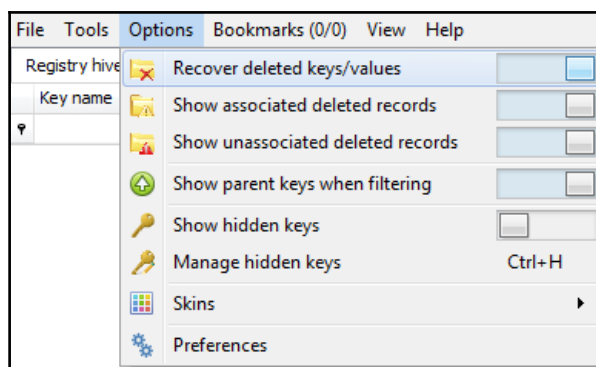 File Tools Options Bookmarks (0/0) View Help
Registry hive
Recover deleted keys/values
Key name
Show associated deleted records
Show unassociated deleted records
Show parent keys when filtering
Show hidden keys
Manage hidden keys Ctrl+H
Skins
Preferences